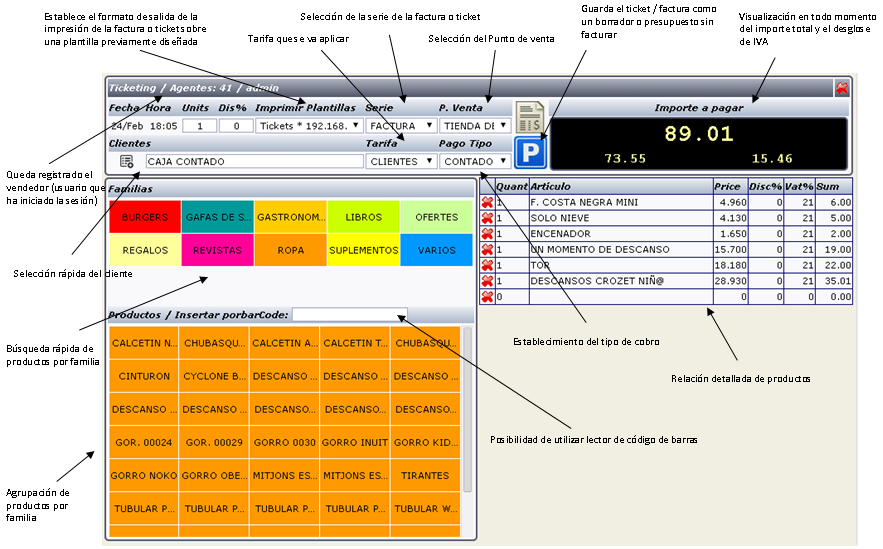 Establece el formato de salida de la
impresión de la factura o tickets sobre
una plantilla previamente diseñada
Selección de la serie de la factura o ticket
Tarifa que se va aplicar
Selección del Punto de venta
Guarda el ticket / factura como
un borrador o presupuesto sin
facturar
Visualización en todo momento
del importe total y el desglose
de IVA
Ticketing / Agentes: 41 / admin
Fecha Hora Units Dis% Imprimir Plantillas Serie P. Venta
24/Feb 18:05 1 0 Tickets * 192.168. FACTURA TIENDA DE
Clientes Tarifa Pago Tipo
CAJA CONTADO CLIENTES CONTADO
P
Importe a pagar
89.01
73.55 15.46
Queda registrado el
vendedor (usuario que
ha iniciado la sesión)
Selección rápida del cliente
Búsqueda rápida de
productos por familia
Agrupación de
productos por
familia
Familias
BURGERS GAFAS DE S... GASTRONOM... LIBROS OFERTES
REGALOS REVISTAS ROPA SUPLEMENTOS VARIOS
Productos / Insertar porbarCode:
CALCETIN N... CHUBASQU... CALCETIN A... CALCETIN T... CHUBASQU...
CINTURON CYCLONE B... DESCANSO ... DESCANSO ... DESCANSO ...
DESCANSO ... DESCANSO ... DESCANSO... DESCANSO... DESCANSO...
GOR. 00024 GOR. 00029 GORRO 0030 GORRO INUIT GORRO KID...
GORRO NOKO GORRO OBE... MITJONS ES... MITJONS ES... TIRANTES
TUBULAR P... TUBULAR P... TUBULAR P... TUBULAR P... TUBULAR W...
Quant Artículo Price Disc% Vat% Sum
1 F. COSTA NEGRA MINI 4.960 0 21 6.00
1 SOLO NIEVE 4.130 0 21 5.00
1 ENCENADOR 1.650 0 21 2.00
1 UN MOMENTO DE DESCANSO 15.700 0 21 19.00
1 TOR 18.180 0 21 22.00
1 DESCANSOS CROZET NIÑ@ 28.930 0 21 35.01
0 0 0 0 0.00
Establecimiento del tipo de cobro
Relación detallada de productos
Posibilidad de utilizar lector de código de barras